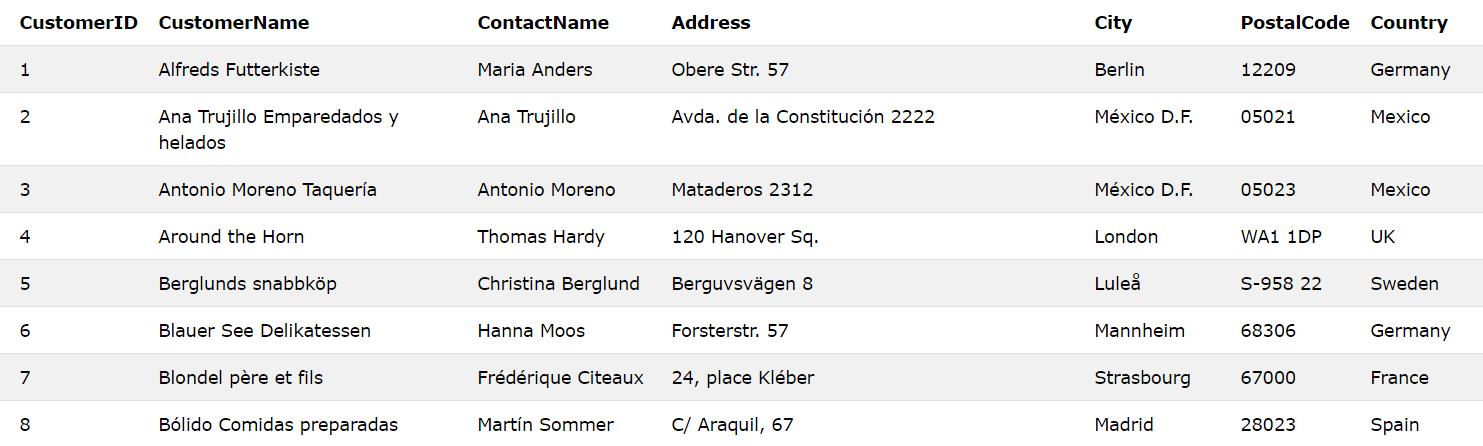 CustomerID CustomerName ContactName Address City PostalCode Country
1 Alfreds Futterkiste Maria Anders Obere Str. 57 Berlin 12209 Germany
2 Ana Trujillo Emparedados y helados Ana Trujillo Avda. de la Constitución 2222 México D.F. 05021 Mexico
3 Antonio Moreno Taquería Antonio Moreno Mataderos 2312 México D.F. 05023 Mexico
4 Around the Horn Thomas Hardy 120 Hanover Sq. London WA1 1DP UK
5 Berglunds snabbköp Christina Berglund Berguvsvägen 8 Luleå S-958 22 Sweden
6 Blauer See Delikatessen Hanna Moos Forsterstr. 57 Mannheim 68306 Germany
7 Blondel père et fils Frédérique Citeaux 24, place Kléber Strasbourg 67000 France
8 Bólido Comidas preparadas Martín Sommer C/ Araquil, 67 Madrid 28023 Spain